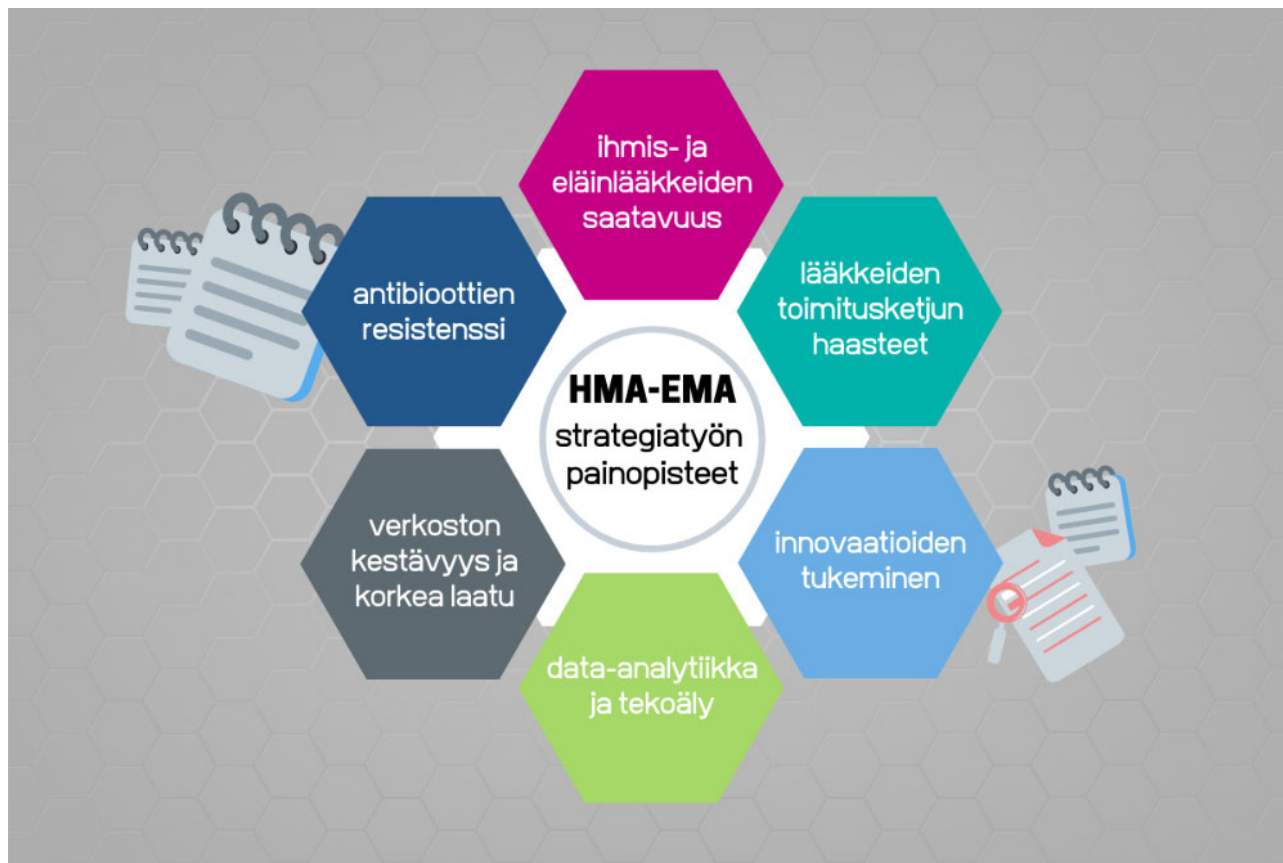 ihmis- ja
eläinlääkkeiden
saatavuus
lääkkeiden
toimitusketjun
haasteet
innovaatioiden
tukeminen
data-analytiikka
ja tekoäly
verkoston
kestävyys ja
korkea laatu
antibioottien
resistenssi
HMA-EMA
strategiatyön
painopisteet